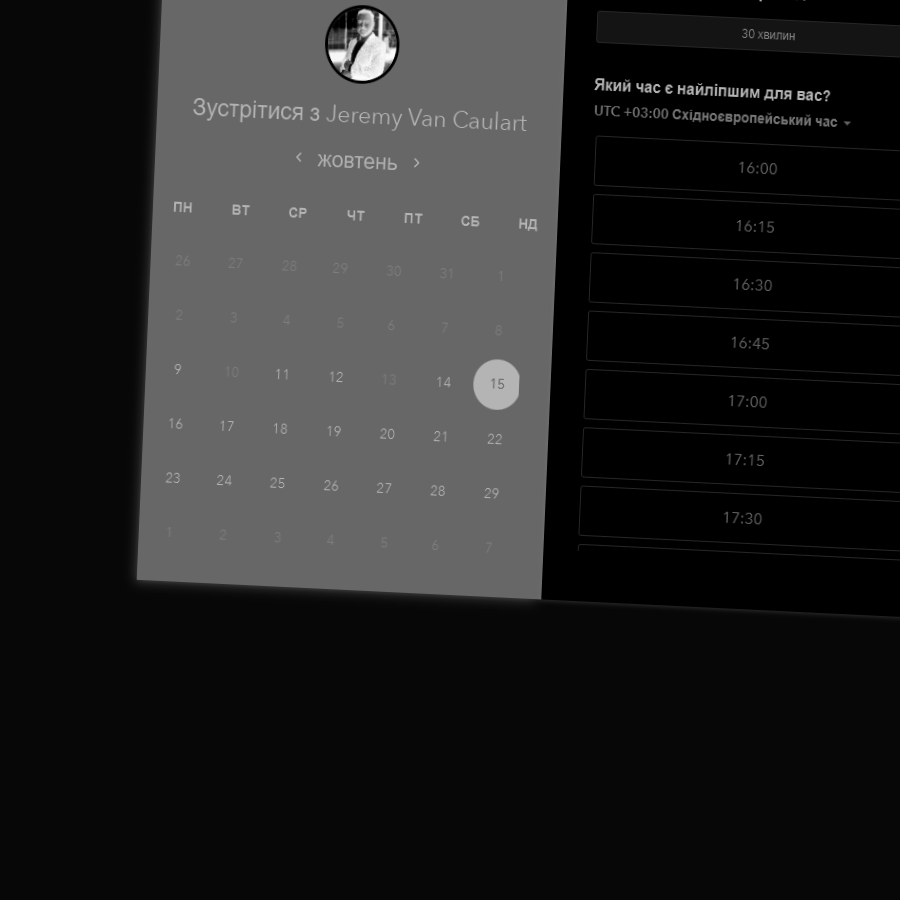 Зустрітися з Jeremy Van Caulart
жовтень
ПН ВТ СР ЧТ ПТ СБ НД
26 27 28 29 30 31 1
2 3 4 5 6 7 8
9 10 11 12 13 14 15
16 17 18 19 20 21 22
23 24 25 26 27 28 29
1 2 3 4 5 6 7
30 хвилин
Який час є найліпшим для вас?
UTC +03:00 Східноєвропейський час
16:00
16:15
16:30
16:45
17:00
17:15
17:30